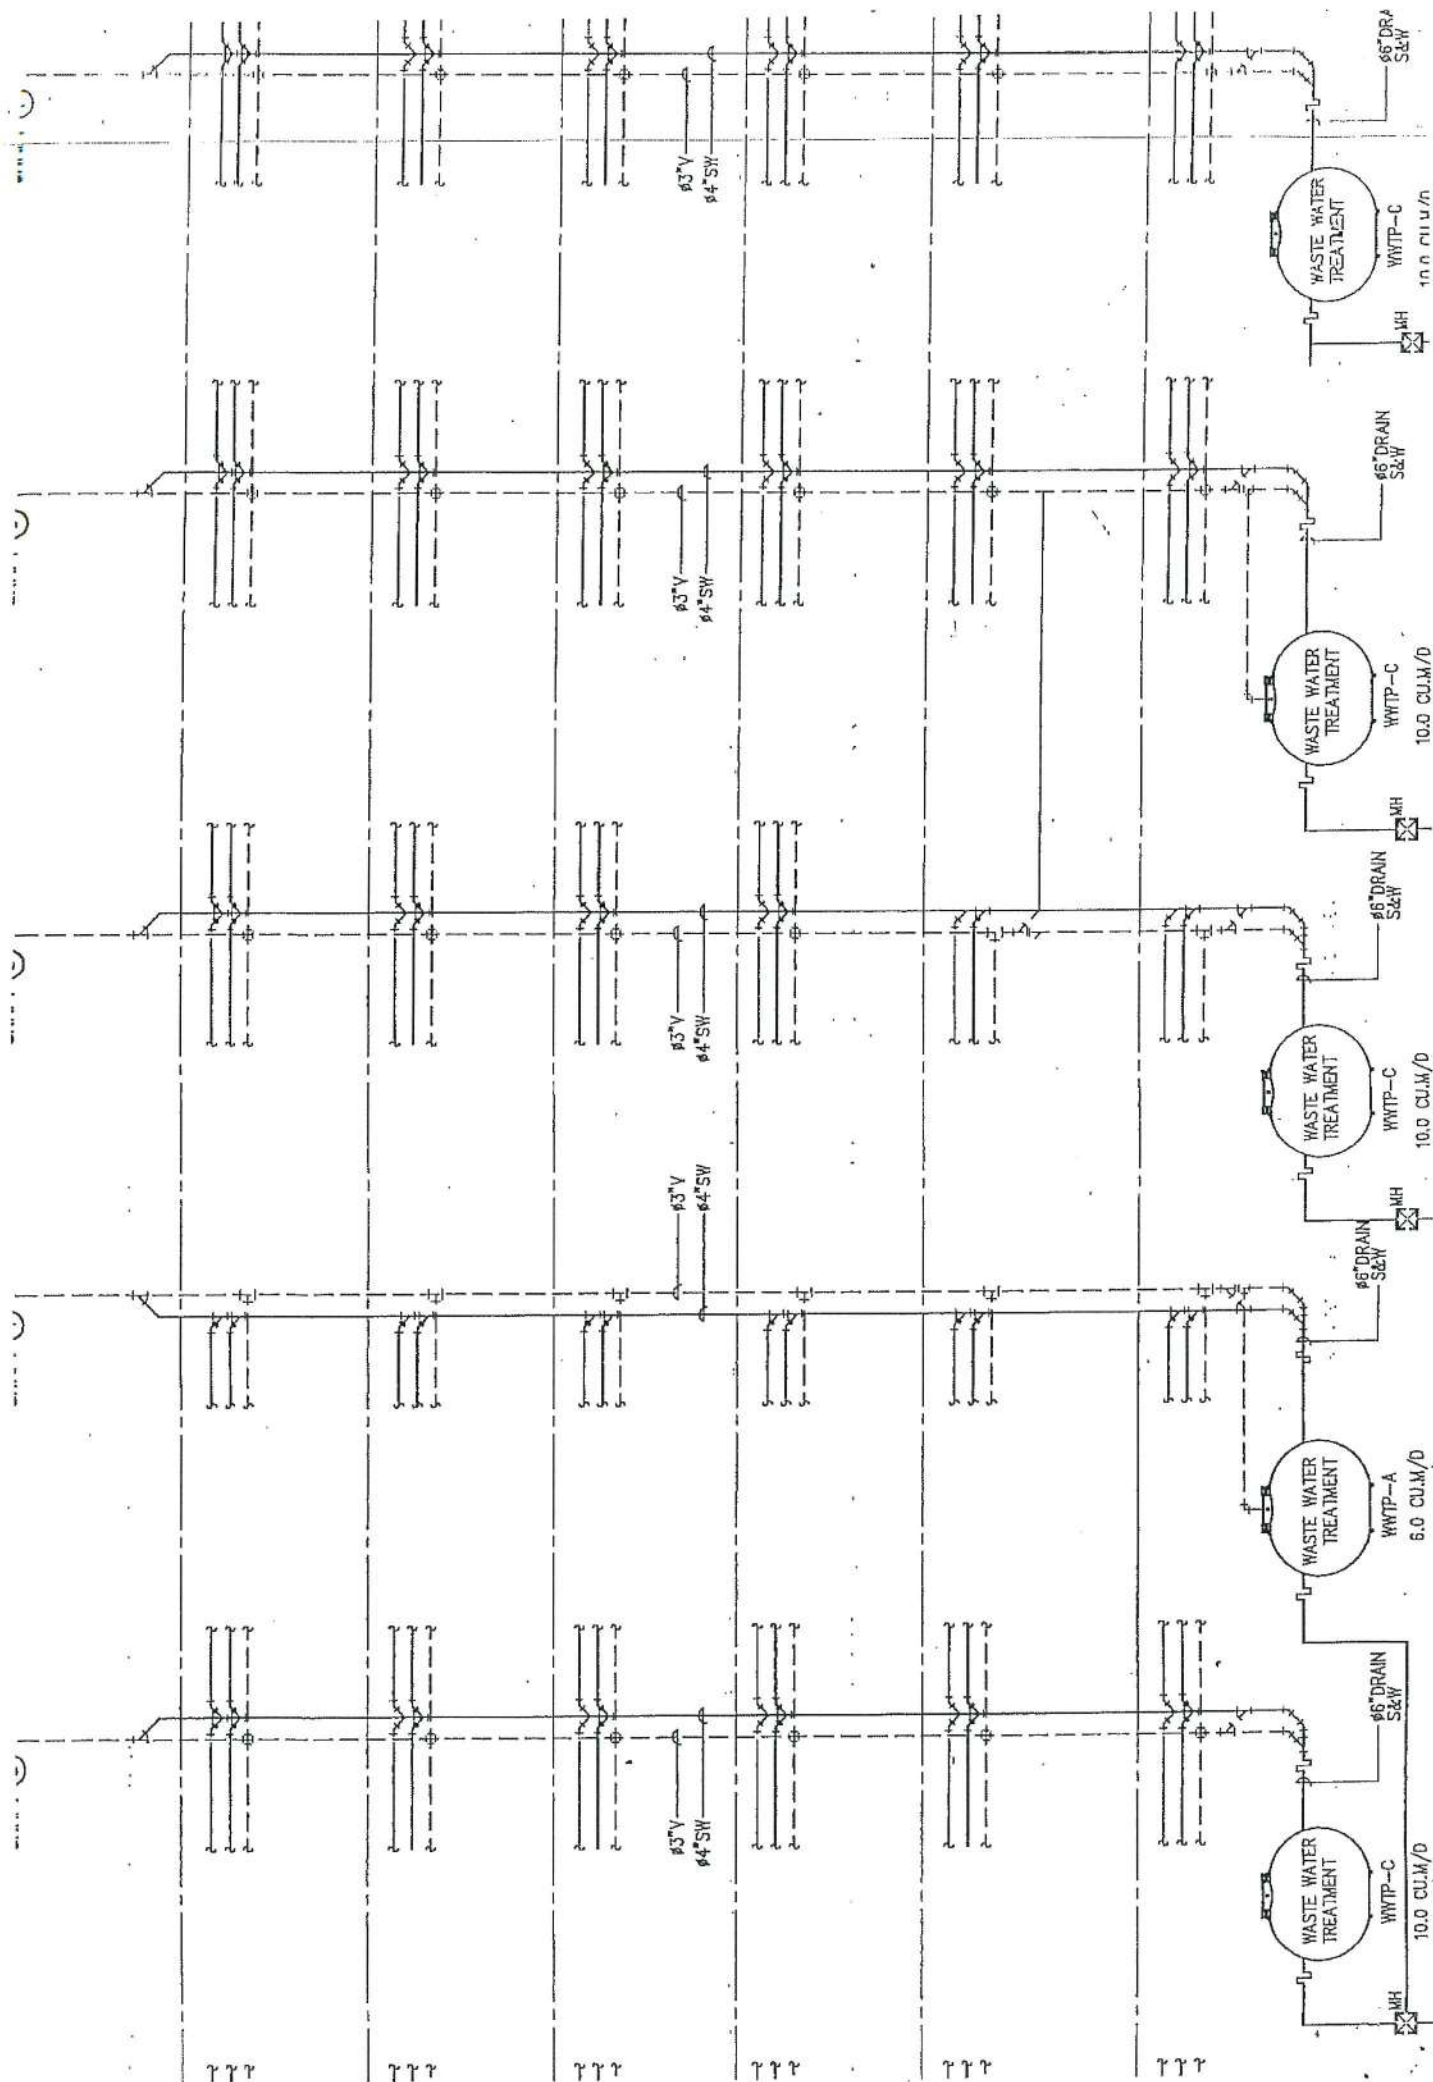 ø3"V
ø4"SW
ø6"DRA
S&W
WASTE WATER
TREATMENT
WWTP-C
MH
ø3"V
ø4"SW
ø6"DRAIN
S&W
WASTE WATER
TREATMENT
WWTP-C
10.0 CU.M/D
MH
ø3"V
ø4"SW
ø6"DRAIN
S&W
WASTE WATER
TREATMENT
WWTP-C
10.0 CU.M/D
MH
ø3"V
ø4"SW
ø6"DRAIN
S&W
WASTE WATER
TREATMENT
WWTP-A
6.0 CU.M/D
ø3"V
ø4"SW
ø6"DRAIN
S&W
WASTE WATER
TREATMENT
WWTP-C
10.0 CU.M/D
MH